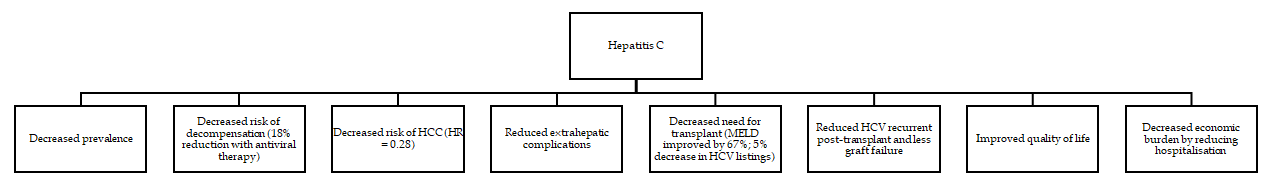 Hepatitis C
Decreased prevalence
Decreased risk of
decompensation (18%
reduction with antiviral
therapy)
Decreased risk of HCC (HR
= 0.28)
Reduced extrahepatic
complications
Decreased need for
transplant (MELD
improved by 67%; 5%
decrease in HCV listings)
Reduced HCV recurrent
post-transplant and less
graft failure
Improved quality of life
Decreased economic
burden by reducing
hospitalisation